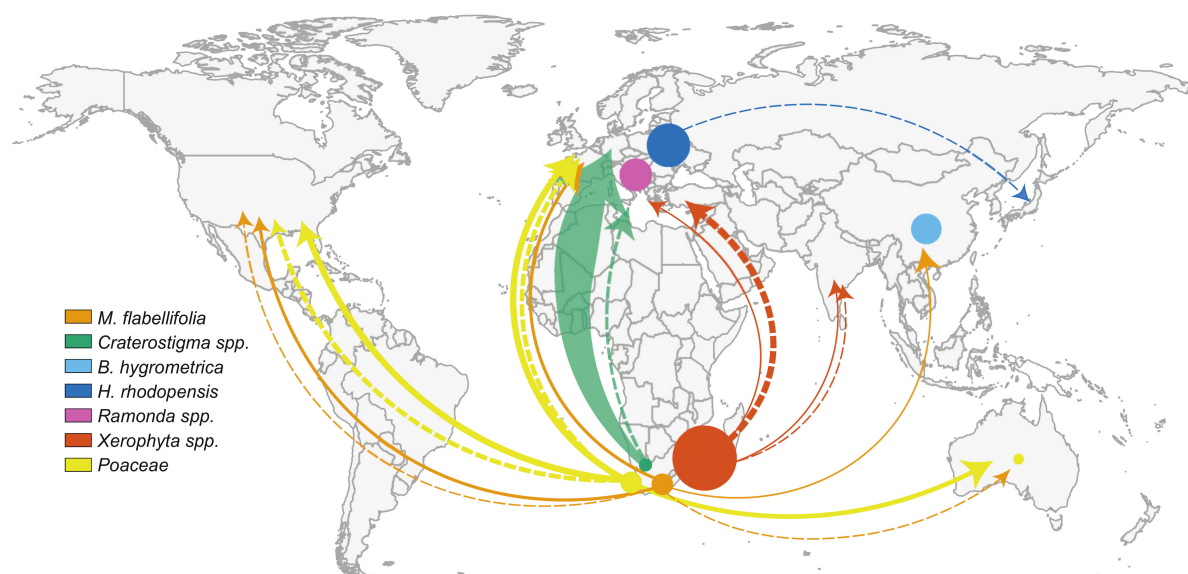 M. flabellifolia
Craterostigma spp.
B. hygrometrica
H. rhodopensis
Ramonda spp.
Xerophyta spp.
Poaceae